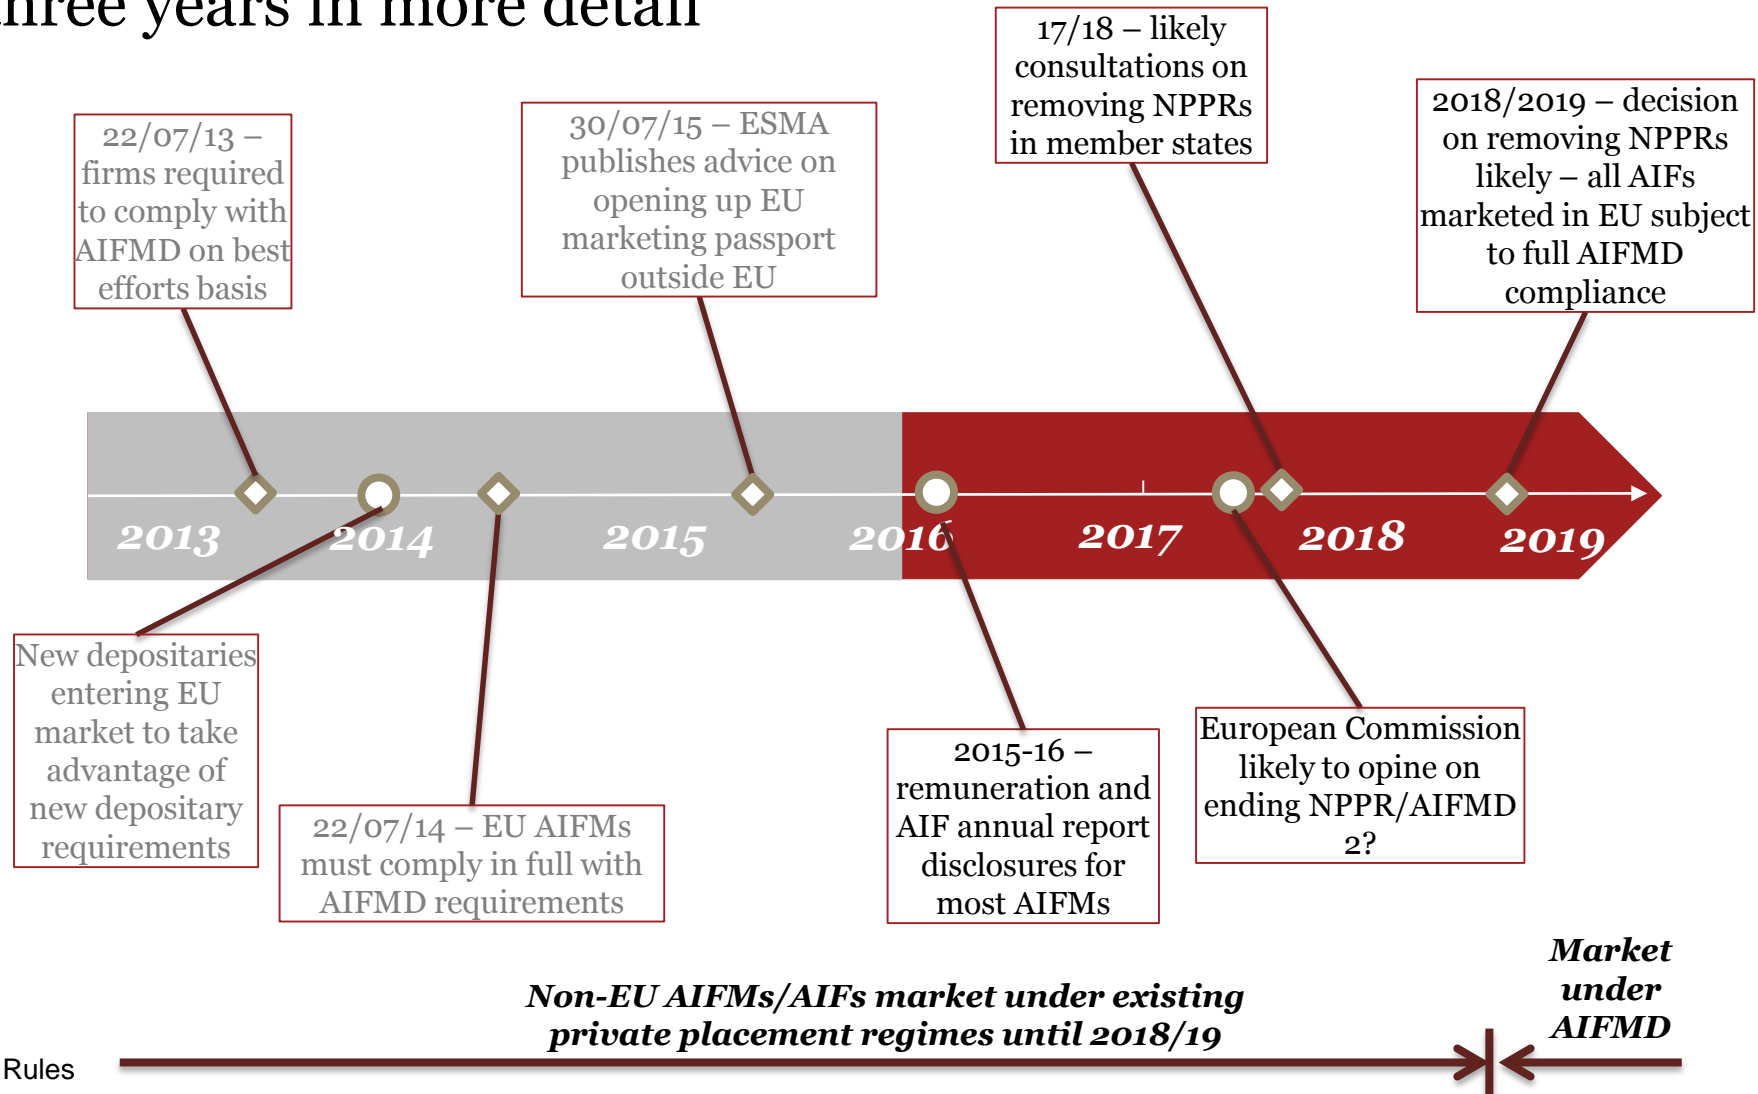 three years in more detail
17/18 – likely
consultations on
removing NPPRs
in member states
22/07/13 –
firms required
to comply with
AIFMD on best
efforts basis
30/07/15 – ESMA
publishes advice on
opening up EU
marketing passport
outside EU
2018/2019 – decision
on removing NPPRs
likely – all AIFs
marketed in EU subject
to full AIFMD
compliance
2013
2014
2015
2016
2017
2018
2019
New depositaries
entering EU
market to take
advantage of
new depositary
requirements
22/07/14 – EU AIFMs
must comply in full with
AIFMD requirements
2015-16 –
remuneration and
AIF annual report
disclosures for
most AIFMs
European Commission
likely to opine on
ending NPPR/AIFMD
2?
Non-EU AIFMs/AIFs market under existing
private placement regimes until 2018/19
Market
under
AIFMD
Rules